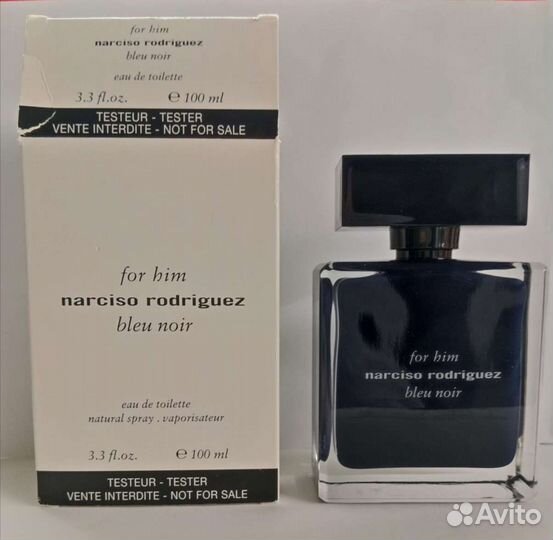 for him
narciso rodriguez
bleu noir
eau de toilette
3.3 fl.oz. e 100 ml
TESTEUR - TESTER
VENTE INTERDITE - NOT FOR SALE
for him
narciso rodriguez
bleu noir
eau de toilette
natural spray . vaporisateur
3.3 fl.oz. e 100 ml
TESTEUR - TESTER
VENTE INTERDITE - NOT FOR SALE
for him
narciso rodriguez
bleu noir
Avito